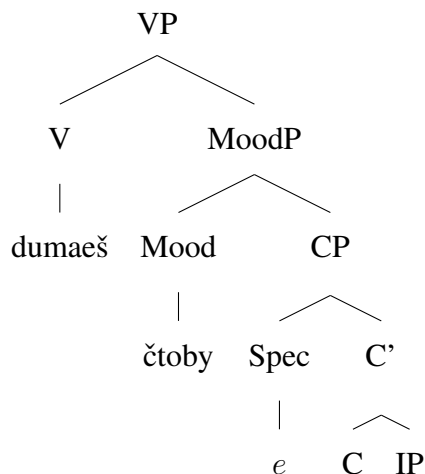 VP
V MoodP
dumaeš Mood CP
čtoby Spec C’
e C IP